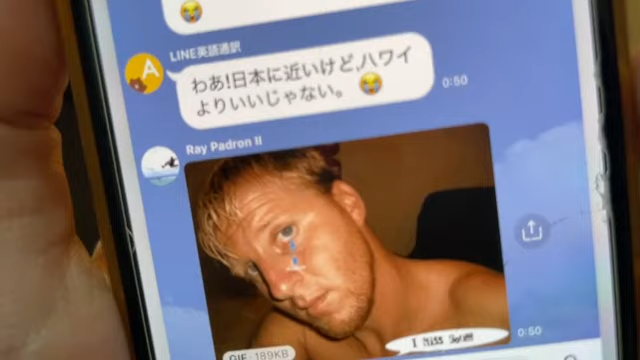 LINE英語通訳
わあ!日本に近いけど,ハワイ
よりいいじゃない。
0:50
Ray Padron II
I Miss
GIF · 189KB
0:50